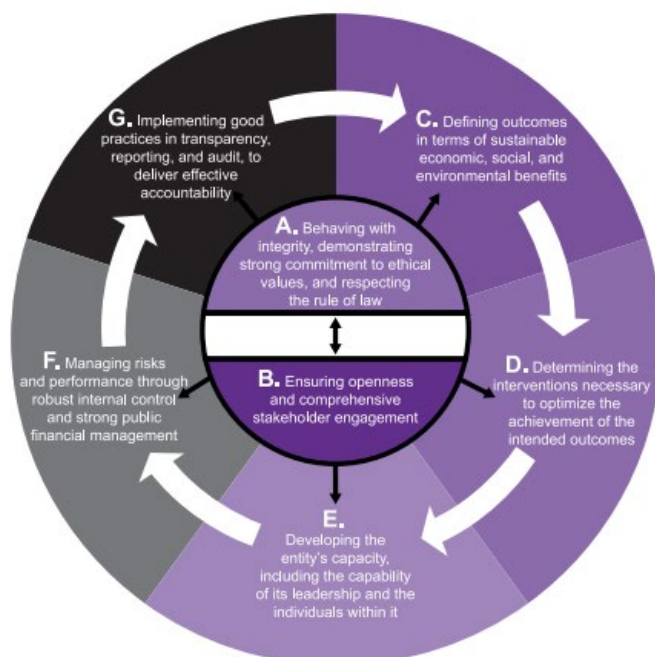 A. Behaving with
integrity, demonstrating
strong commitment to ethical
values, and respecting
the rule of law
B. Ensuring openness
and comprehensive
stakeholder engagement
C. Defining outcomes
in terms of sustainable
economic, social, and
environmental benefits
D. Determining the
interventions necessary
to optimize the
achievement of the
intended outcomes
E.
Developing the
entity's capacity,
including the capability
of its leadership and the
individuals within it
F. Managing risks
and performance through
robust internal control
and strong public
financial management
G. Implementing good
practices in transparency,
reporting, and audit, to
deliver effective
accountability